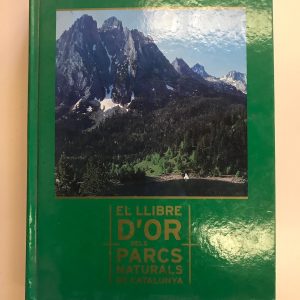 EL LLIBRE
D'OR
DELS
PARCS
NATURALS
DE CATALUNYA